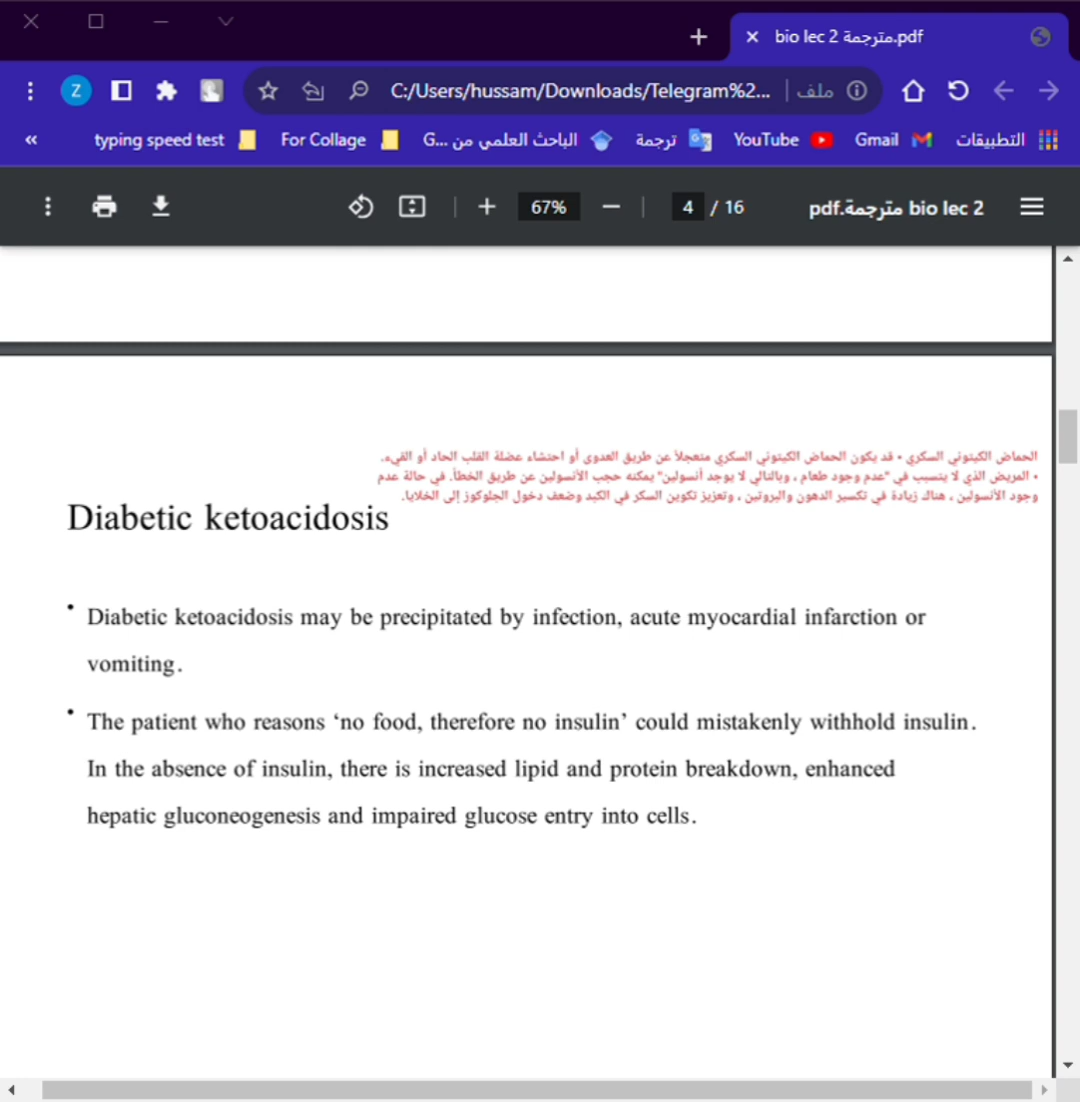 bio lec 2 مترجمة.pdf
Z
C:/Users/hussam/Downloads/Telegram%2... | ملف
typing speed test
For Collage
الباحث العلمي من ...G
ترجمة
YouTube
Gmail
التطبيقات
67%
4 / 16
bio lec 2 مترجمة.pdf
الحماض الكيتوني السكري • قد يكون الحماض الكيتوني السكري متعجلاً عن طريق العدوى أو احتشاء عضلة القلب الحاد أو القيء.
• المريض الذي لا يتسبب في "عدم وجود طعام ، وبالتالي لا يوجد أنسولين" يمكنه حجب الأنسولين عن طريق الخطأ. في حالة عدم
وجود الأنسولين ، هناك زيادة في تكسير الدهون والبروتين ، وتعزيز تكوين السكر في الكبد وضعف دخول الجلوكوز إلى الخلايا.
Diabetic ketoacidosis
• Diabetic ketoacidosis may be precipitated by infection, acute myocardial infarction or
vomiting.
• The patient who reasons ‘no food, therefore no insulin’ could mistakenly withhold insulin.
In the absence of insulin, there is increased lipid and protein breakdown, enhanced
hepatic gluconeogenesis and impaired glucose entry into cells.